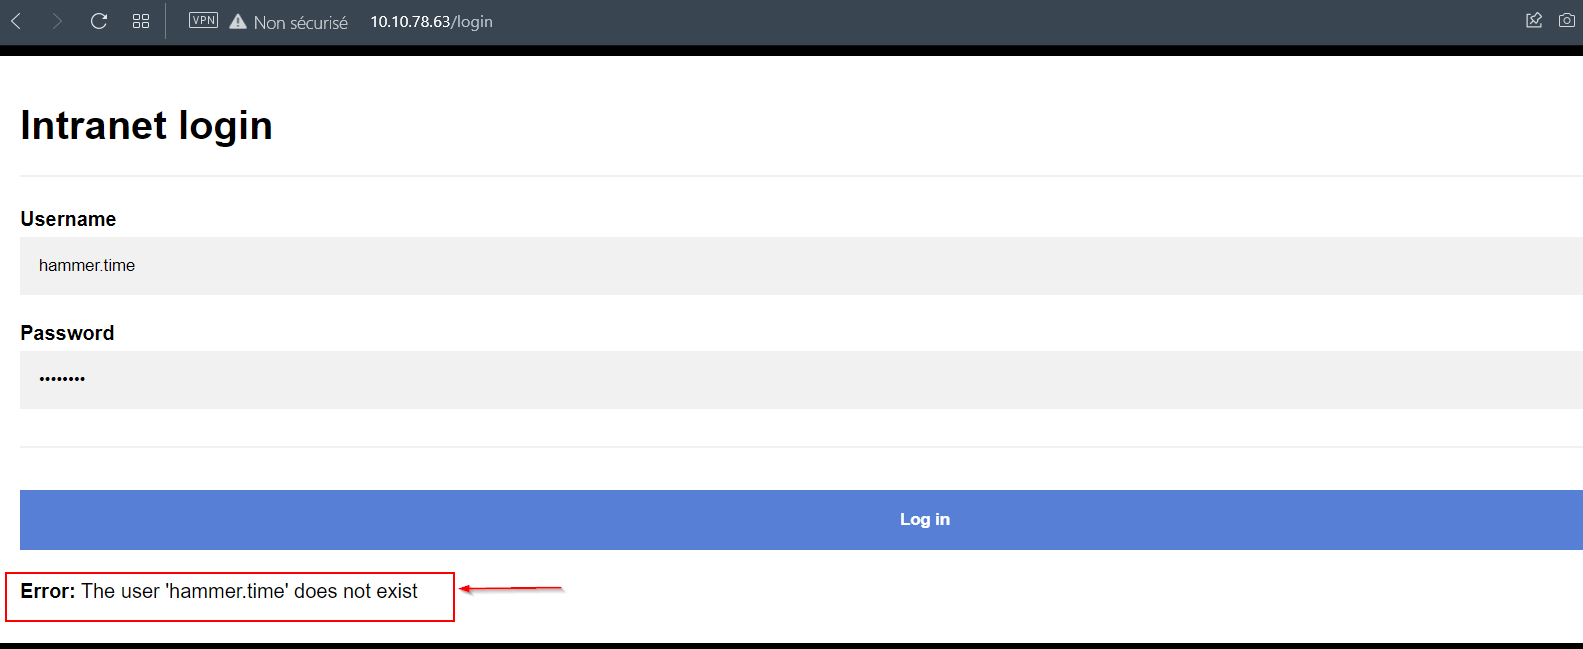 VPN Non sécurisé 10.10.78.63/login
Intranet login
Username
hammer.time
Password
••••••••
Log in
Error: The user 'hammer.time' does not exist